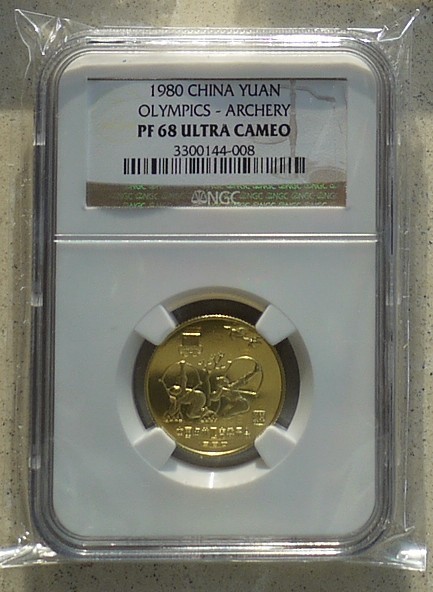 1980 CHINA YUAN
OLYMPICS - ARCHERY
PF 68 ULTRA CAMEO
3300144-008
NGC